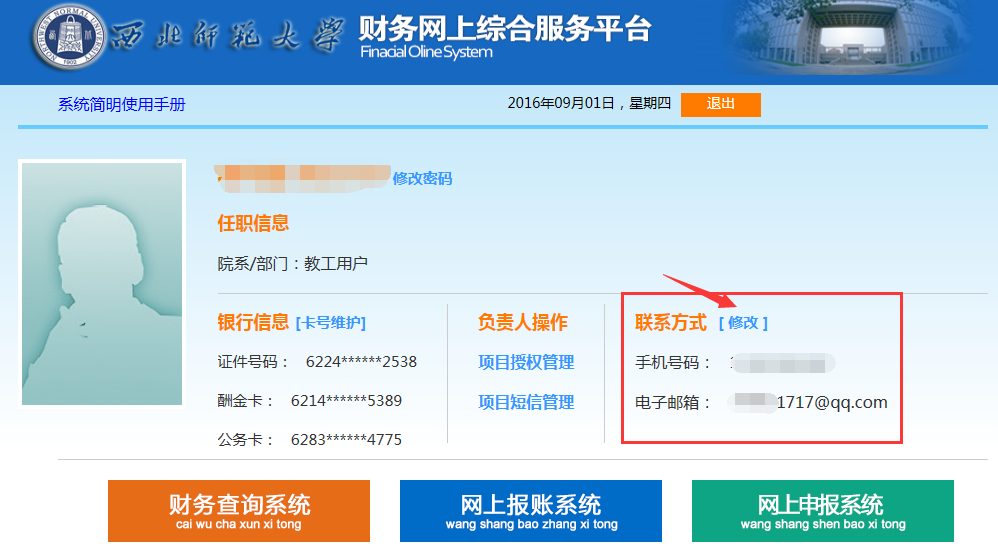 西北师范大学 财务网上综合服务平台
Finacial Oline System
NORTHWEST NORMAL UNIVERSITY
1902
系统简明使用手册 2016年09月01日，星期四 退出
修改密码
任职信息
院系/部门：教工用户
银行信息 [卡号维护] 负责人操作 联系方式 [ 修改 ]
证件号码： 6224******2538 项目授权管理 手机号码：
酬金卡： 6214******5389 项目短信管理 电子邮箱： 1717@qq.com
公务卡： 6283******4775
财务查询系统 网上报账系统 网上申报系统
cai wu cha xun xi tong wang shang bao zhang xi tong wang shang shen bao xi tong